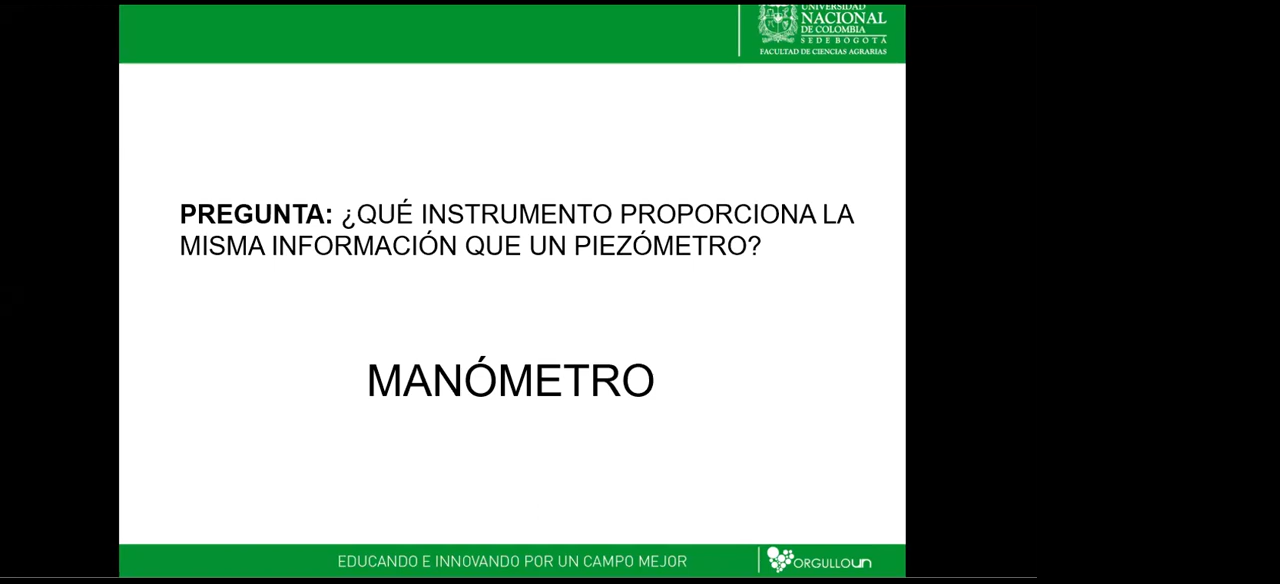 UNIVERSIDAD
NACIONAL
DE COLOMBIA
SEDE BOGOTÁ
FACULTAD DE CIENCIAS AGRARIAS
PREGUNTA: ¿QUÉ INSTRUMENTO PROPORCIONA LA
MISMA INFORMACIÓN QUE UN PIEZÓMETRO?
MANÓMETRO
EDUCANDO E INNOVANDO POR UN CAMPO MEJOR
ORGULLOUN